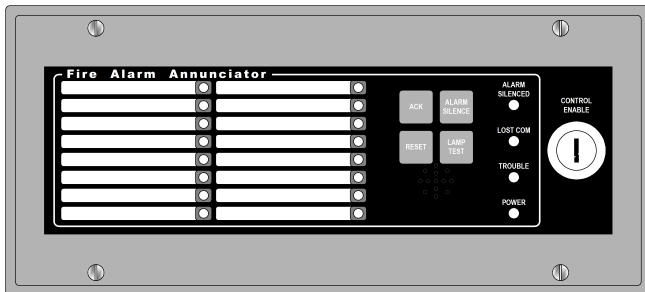 Fire Alarm Annunciator
ACK
ALARM
SILENCE
RESET
LAMP
TEST
ALARM
SILENCED
LOST COM
TROUBLE
POWER
CONTROL
ENABLE